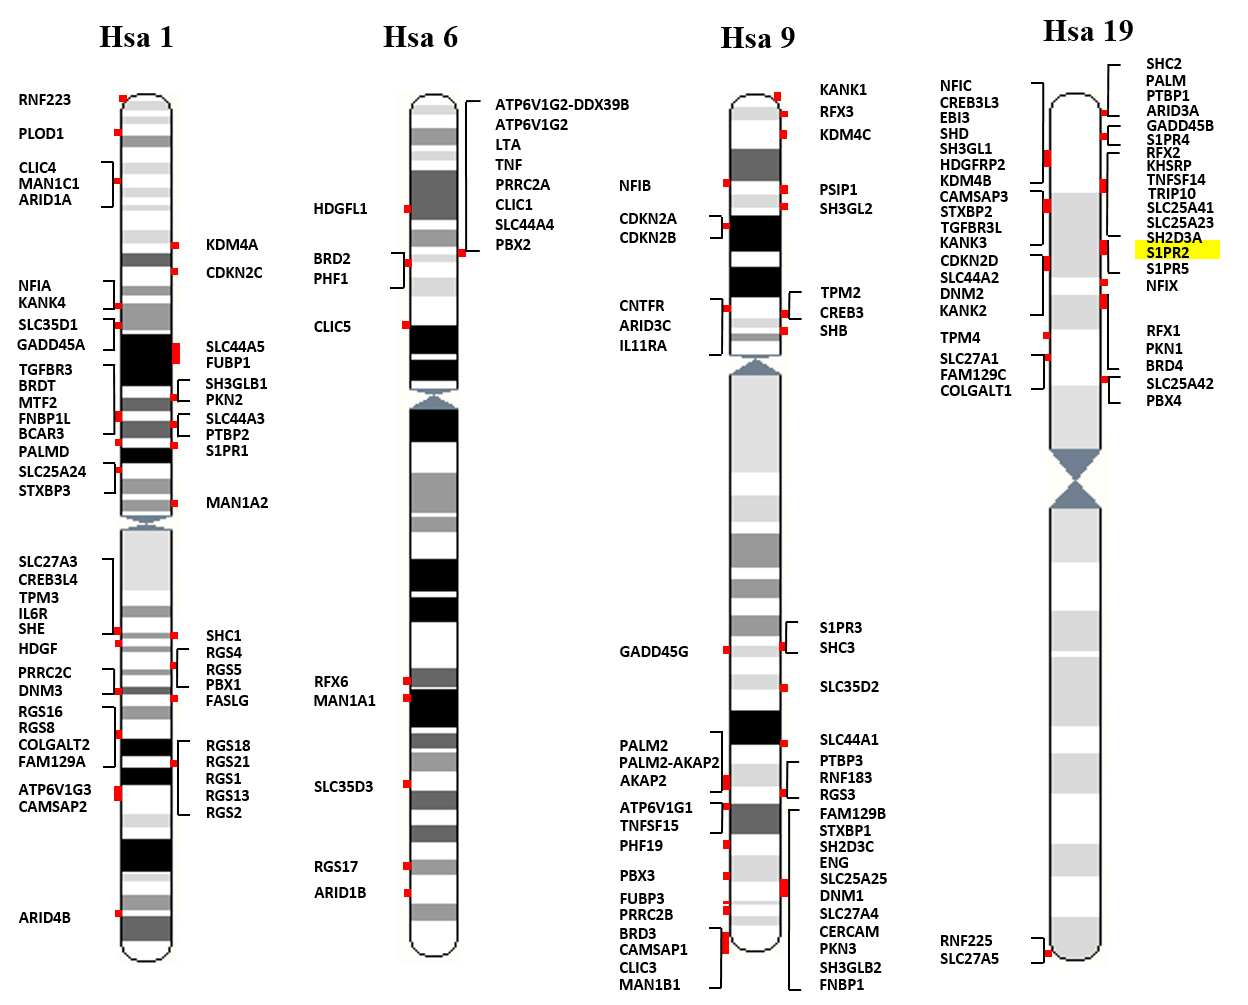 Hsa 1
RNF223
PLOD1
CLIC4
MAN1C1
ARID1A
NFIA
KANK4
SLC35D1
GADD45A
TGFBR3
BRDT
MTF2
FNBP1L
BCAR3
PALMD
SLC25A24
STXBP3
SLC27A3
CREB3L4
TPM3
IL6R
SHE
HDGF
PRRC2C
DNM3
RGS16
RGS8
COLGALT2
FAM129A
ATP6V1G3
CAMSAP2
ARID4B
KDM4A
CDKN2C
SLC44A5
FUBP1
SH3GLB1
PKN2
SLC44A3
PTBP2
S1PR1
MAN1A2
SHC1
RGS4
RGS5
PBX1
FASLG
RGS18
RGS21
RGS1
RGS13
RGS2
Hsa 6
HDGFL1
BRD2
PHF1
CLIC5
RFX6
MAN1A1
SLC35D3
RGS17
ARID1B
ATP6V1G2-DDX39B
ATP6V1G2
LTA
TNF
PRRC2A
CLIC1
SLC44A4
PBX2
Hsa 9
NFIB
CDKN2A
CDKN2B
CNTFR
ARID3C
IL11RA
GADD45G
PALM2
PALM2-AKAP2
AKAP2
ATP6V1G1
TNFSF15
PHF19
PBX3
FUBP3
PRRC2B
BRD3
CAMSAP1
CLIC3
MAN1B1
KANK1
RFX3
KDM4C
PSIP1
SH3GL2
TPM2
CREB3
SHB
S1PR3
SHC3
SLC35D2
SLC44A1
PTBP3
RNF183
RGS3
FAM129B
STXBP1
SH2D3C
ENG
SLC25A25
DNM1
SLC27A4
CERCAM
PKN3
SH3GLB2
FNBP1
Hsa 19
NFIC
CREB3L3
EBI3
SHD
SH3GL1
HDGFRP2
KDM4B
CAMSAP3
STXBP2
TGFBR3L
KANK3
CDKN2D
SLC44A2
DNM2
KANK2
TPM4
SLC27A1
FAM129C
COLGALT1
RNF225
SLC27A5
SHC2
PALM
PTBP1
ARID3A
GADD45B
S1PR4
RFX2
KHSRP
TNFSF14
TRIP10
SLC25A41
SLC25A23
SH2D3A
S1PR2
S1PR5
NFIX
RFX1
PKN1
BRD4
SLC25A42
PBX4